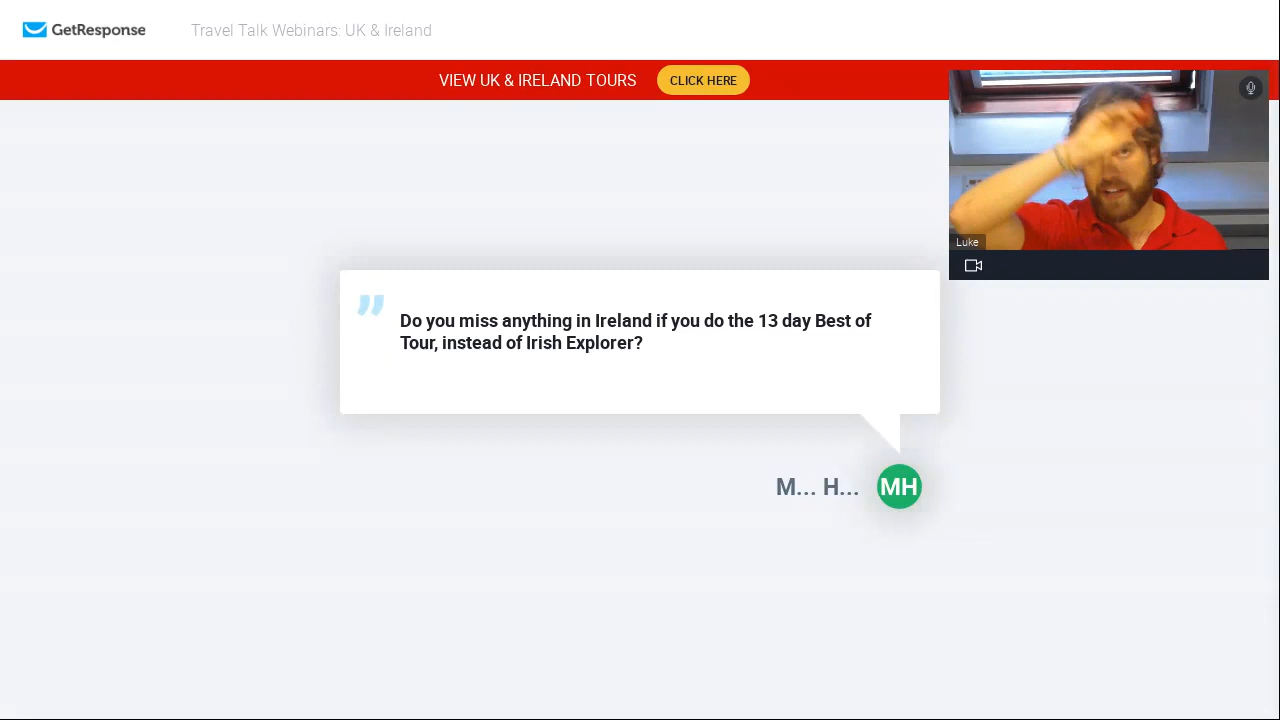 GetResponse
Travel Talk Webinars: UK & Ireland
VIEW UK & IRELAND TOURS
CLICK HERE
Luke
Do you miss anything in Ireland if you do the 13 day Best of
Tour, instead of Irish Explorer?
M... H...
MH